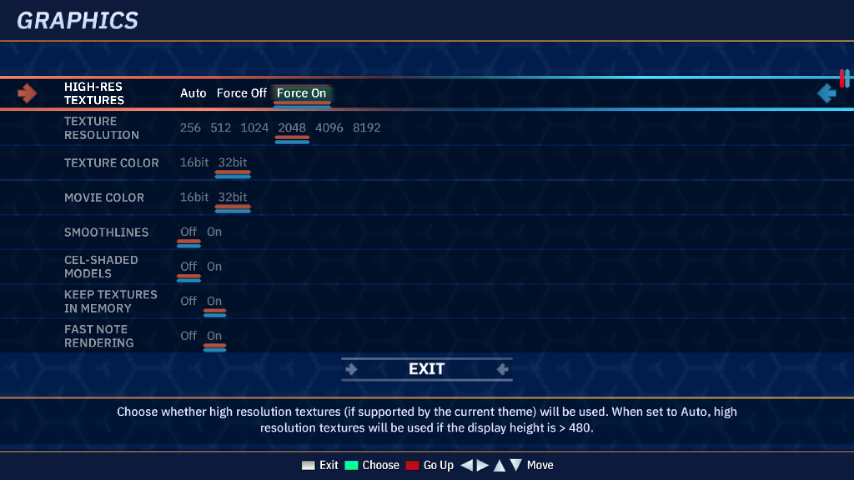 GRAPHICS
HIGH-RES
TEXTURES
Auto Force Off Force On
TEXTURE
RESOLUTION
256 512 1024 2048 4096 8192
TEXTURE COLOR
16bit 32bit
MOVIE COLOR
16bit 32bit
SMOOTHLINES
Off On
CEL-SHADED
MODELS
Off On
KEEP TEXTURES
IN MEMORY
Off On
FAST NOTE
RENDERING
Off On
EXIT
Choose whether high resolution textures (if supported by the current theme) will be used. When set to Auto, high
resolution textures will be used if the display height is > 480.
Exit Choose Go Up Move